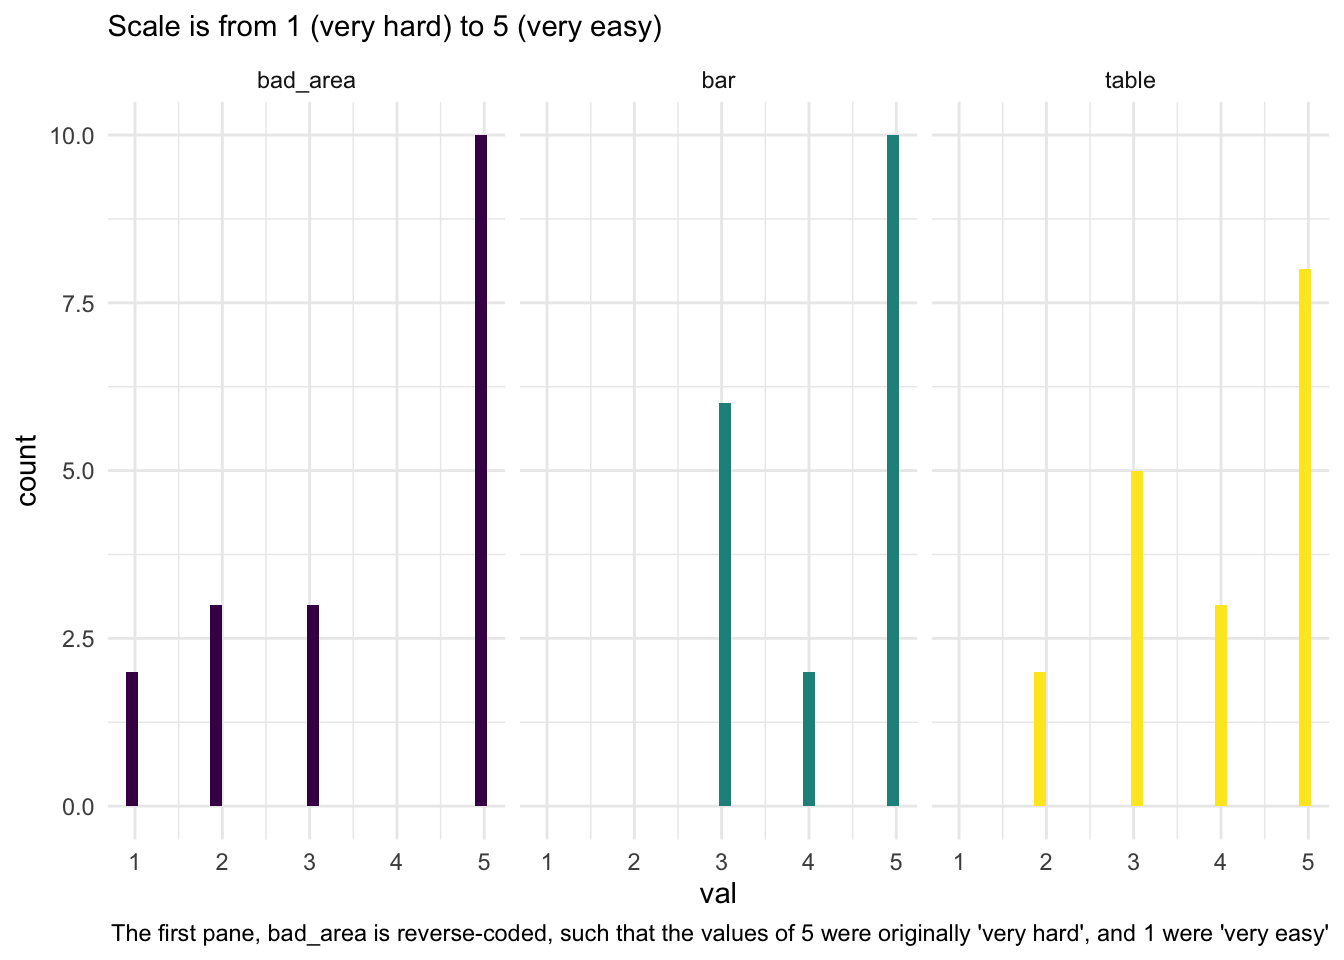 Scale is from 1 (very hard) to 5 (very easy)
bad_area bar table
10.0
7.5
5.0
2.5
0.0
count
1 2 3 4 5 1 2 3 4 5 1 2 3 4 5
val
The first pane, bad_area is reverse-coded, such that the values of 5 were originally 'very hard', and 1 were 'very easy'